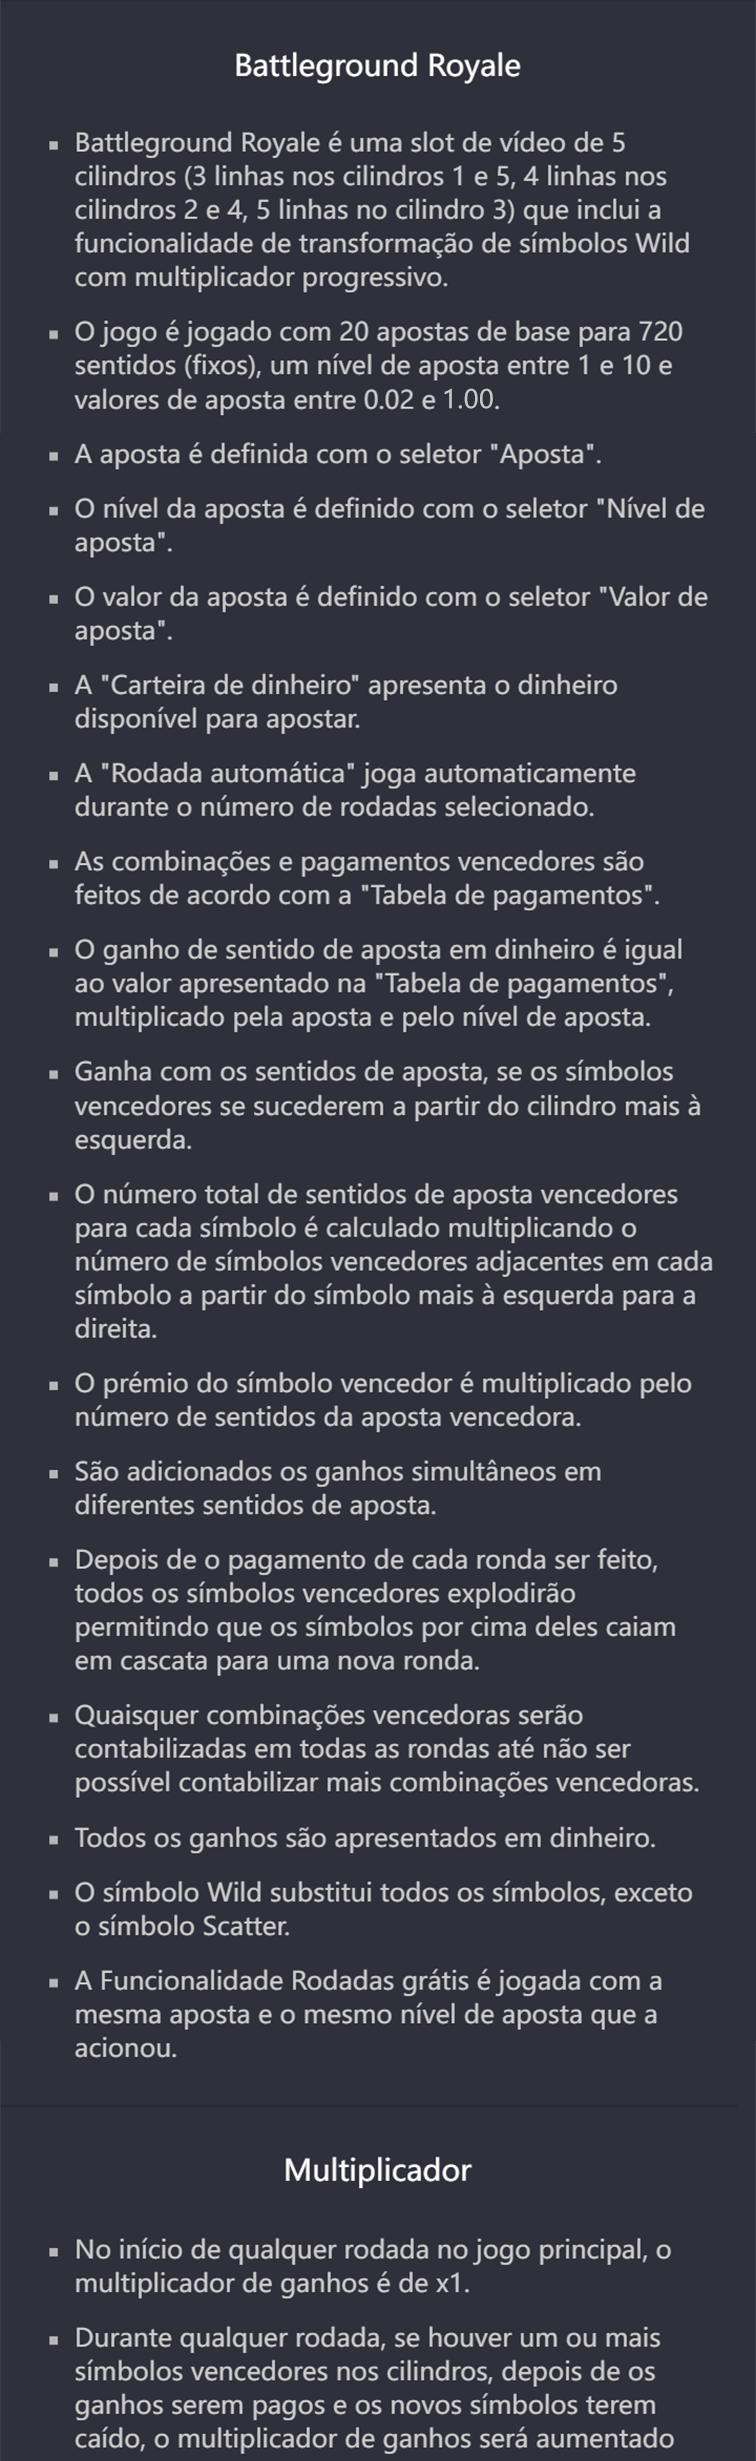 Battleground Royale
▪ Battleground Royale é uma slot de vídeo de 5
cilindros (3 linhas nos cilindros 1 e 5, 4 linhas nos
cilindros 2 e 4, 5 linhas no cilindro 3) que inclui a
funcionalidade de transformação de símbolos Wild
com multiplicador progressivo.
▪ O jogo é jogado com 20 apostas de base para 720
sentidos (fixos), um nível de aposta entre 1 e 10 e
valores de aposta entre 0.02 e 1.00.
▪ A aposta é definida com o seletor "Aposta".
▪ O nível da aposta é definido com o seletor "Nível de
aposta".
▪ O valor da aposta é definido com o seletor "Valor de
aposta".
▪ A "Carteira de dinheiro" apresenta o dinheiro
disponível para apostar.
▪ A "Rodada automática" joga automaticamente
durante o número de rodadas selecionado.
▪ As combinações e pagamentos vencedores são
feitos de acordo com a "Tabela de pagamentos".
▪ O ganho de sentido de aposta em dinheiro é igual
ao valor apresentado na "Tabela de pagamentos",
multiplicado pela aposta e pelo nível de aposta.
▪ Ganha com os sentidos de aposta, se os símbolos
vencedores se sucederem a partir do cilindro mais à
esquerda.
▪ O número total de sentidos de aposta vencedores
para cada símbolo é calculado multiplicando o
número de símbolos vencedores adjacentes em cada
símbolo a partir do símbolo mais à esquerda para a
direita.
▪ O prémio do símbolo vencedor é multiplicado pelo
número de sentidos da aposta vencedora.
▪ São adicionados os ganhos simultâneos em
diferentes sentidos de aposta.
▪ Depois de o pagamento de cada ronda ser feito,
todos os símbolos vencedores explodirão
permitindo que os símbolos por cima deles caiam
em cascata para uma nova ronda.
▪ Quaisquer combinações vencedoras serão
contabilizadas em todas as rondas até não ser
possível contabilizar mais combinações vencedoras.
▪ Todos os ganhos são apresentados em dinheiro.
▪ O símbolo Wild substitui todos os símbolos, exceto
o símbolo Scatter.
▪ A Funcionalidade Rodadas grátis é jogada com a
mesma aposta e o mesmo nível de aposta que a
acionou.
Multiplicador
▪ No início de qualquer rodada no jogo principal, o
multiplicador de ganhos é de x1.
▪ Durante qualquer rodada, se houver um ou mais
símbolos vencedores nos cilindros, depois de os
ganhos serem pagos e os novos símbolos terem
caído, o multiplicador de ganhos será aumentado